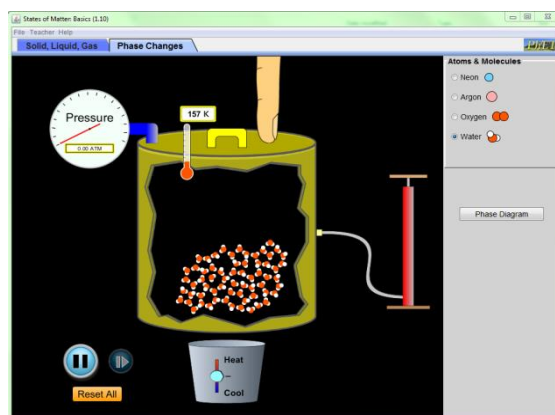 States of Matter: Basics (1.10)
File Teacher Help
Solid, Liquid, Gas
Phase Changes
PhET
Pressure
0.00 ATM
157 K
Atoms & Molecules
Neon
Argon
Oxygen
Water
Phase Diagram
Heat
Cool
Reset All